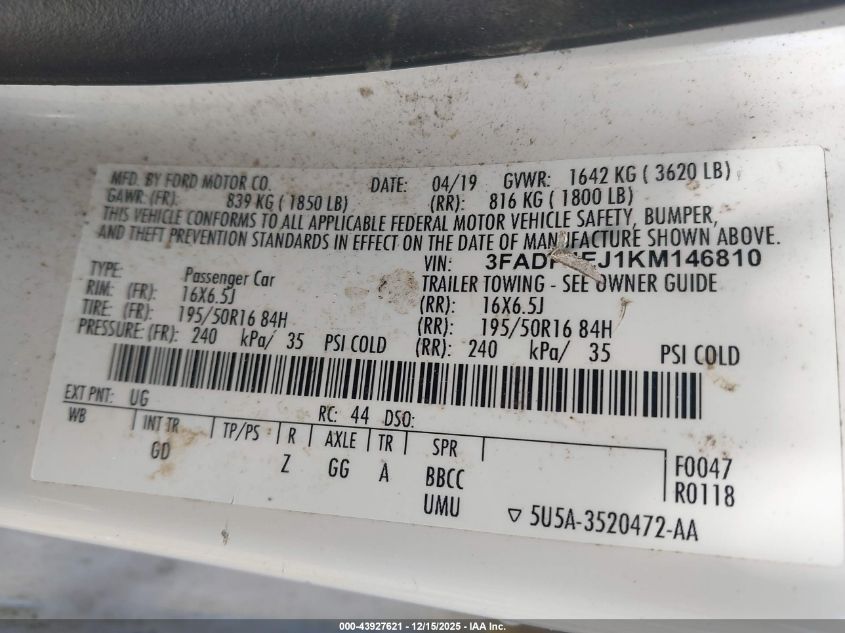 MFD. BY FORD MOTOR CO. DATE: 04/19 GVWR: 1642 KG ( 3620 LB)
GAWR: (FR): 839 KG ( 1850 LB) (RR): 816 KG ( 1800 LB)
THIS VEHICLE CONFORMS TO ALL APPLICABLE FEDERAL MOTOR VEHICLE SAFETY, BUMPER,
AND THEFT PREVENTION STANDARDS IN EFFECT ON THE DATE OF MANUFACTURE SHOWN ABOVE.
VIN:
TYPE: Passenger Car TRAILER TOWING - SEE OWNER GUIDE
RIM: (FR): 16X6.5J (RR): 16X6.5J
TIRE: (FR): 195/50R16 84H (RR): 195/50R16 84H
PRESSURE: (FR): 240 kPa/ 35 PSI COLD (RR): 240 kPa/ 35 PSI COLD
EXT PNT: UG RC: 44 DSO:
WB INT TR TP/PS R AXLE TR SPR F0047
GD Z GG A BBCC R0118
UMU ▽ 5U5A-3520472-AA
000-43927621 / 12/15/2025 / IAAI.COM